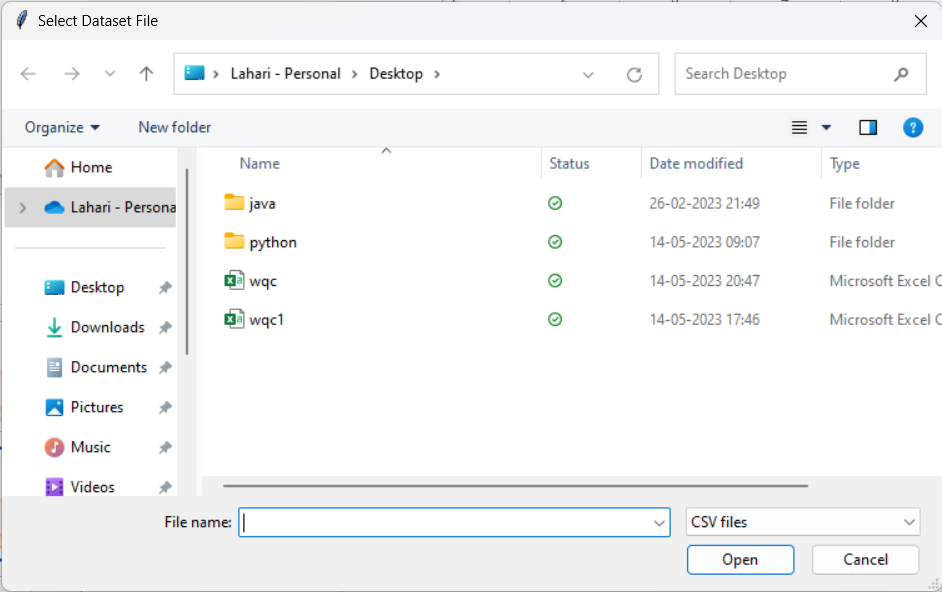 Select Dataset File
Lahari - Personal > Desktop >
Search Desktop
Organize
New folder
?
Name Status Date modified Type
Home
Lahari - Persona
Desktop
Downloads
Documents
Pictures
Music
Videos
java 26-02-2023 21:49 File folder
python 14-05-2023 09:07 File folder
wqc 14-05-2023 20:47 Microsoft Excel C
wqc1 14-05-2023 17:46 Microsoft Excel C
File name:
CSV files
Open
Cancel